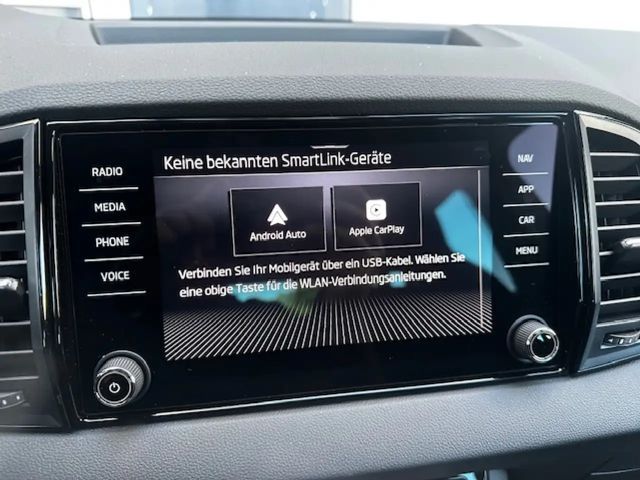 Keine bekannten SmartLink-Geräte
RADIO
MEDIA
PHONE
VOICE
Android Auto
Apple CarPlay
Verbinden Sie Ihr Mobilgerät über ein USB-Kabel. Wählen Sie
eine obige Taste für die WLAN-Verbindungsanleitungen.
NAV
APP
CAR
MENU